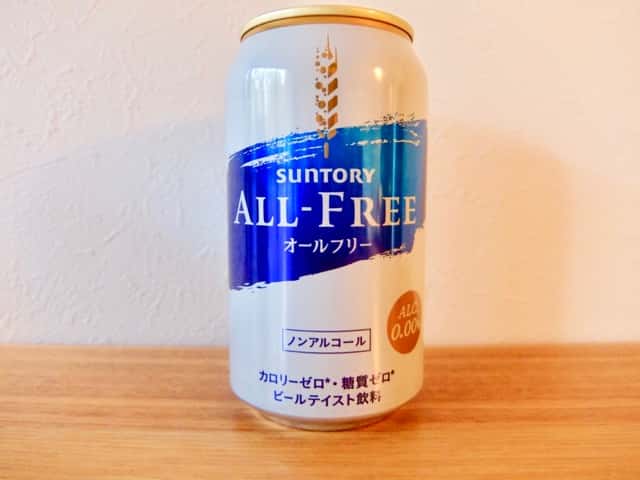 SUNTORY
ALL-FREE
オールフリー
ALC.
0.00%
ノンアルコール
カロリーゼロ*・糖質ゼロ*
ビールテイスト飲料